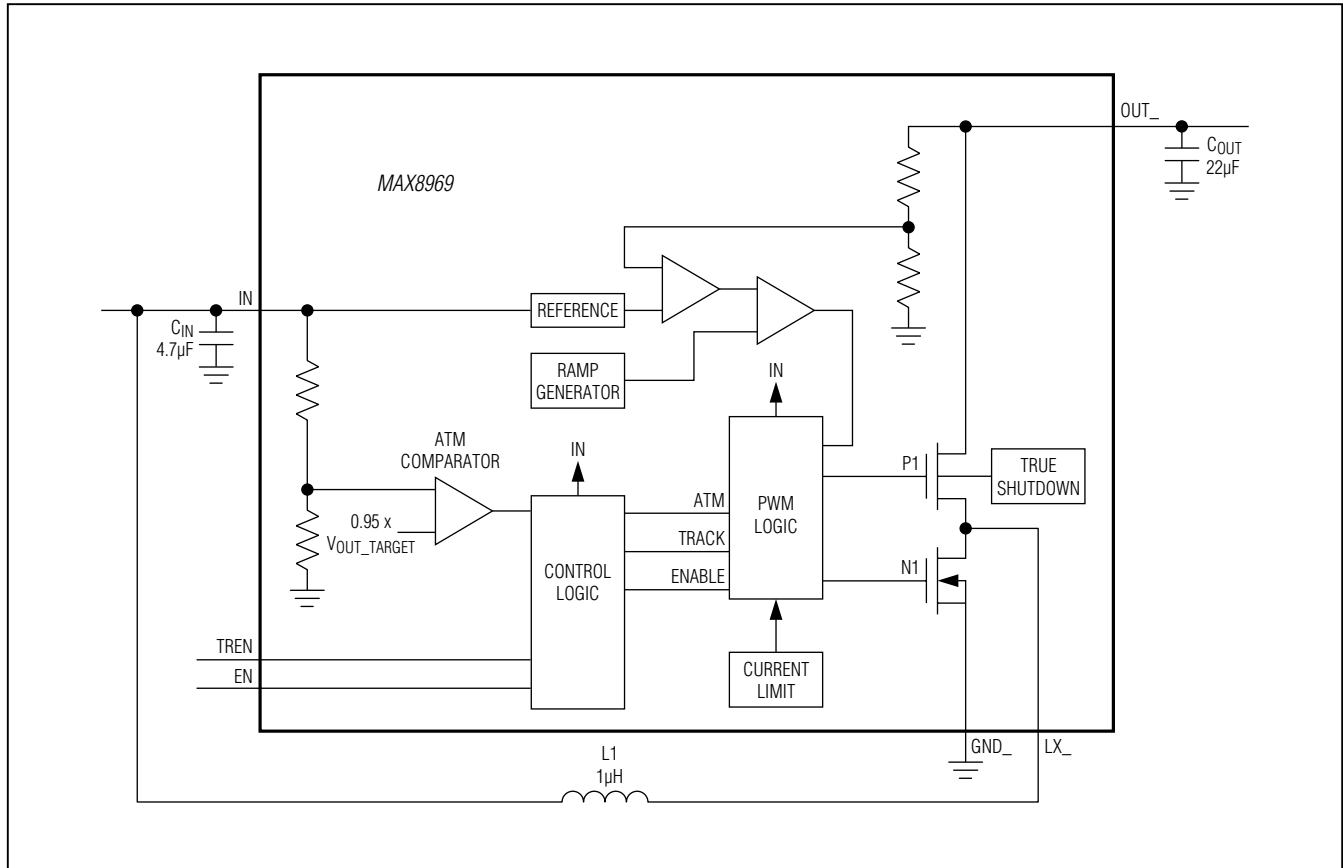 OUT_
COUT
22µF
MAX8969
IN
CIN
4.7µF
REFERENCE
RAMP
GENERATOR
IN
ATM
COMPARATOR
IN
0.95 x
VOUT_TARGET
CONTROL
LOGIC
ATM
TRACK
ENABLE
PWM
LOGIC
P1
TRUE
SHUTDOWN
N1
TREN
EN
CURRENT
LIMIT
GND_
LX_
L1
1µH